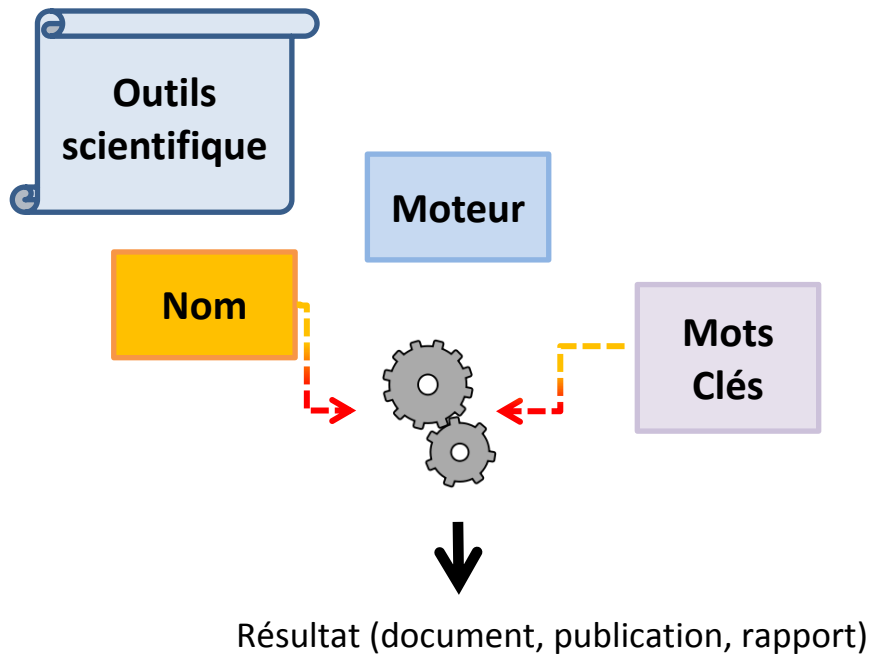 Outils
scientifique
Moteur
Nom
Mots
Clés
Résultat (document, publication, rapport)